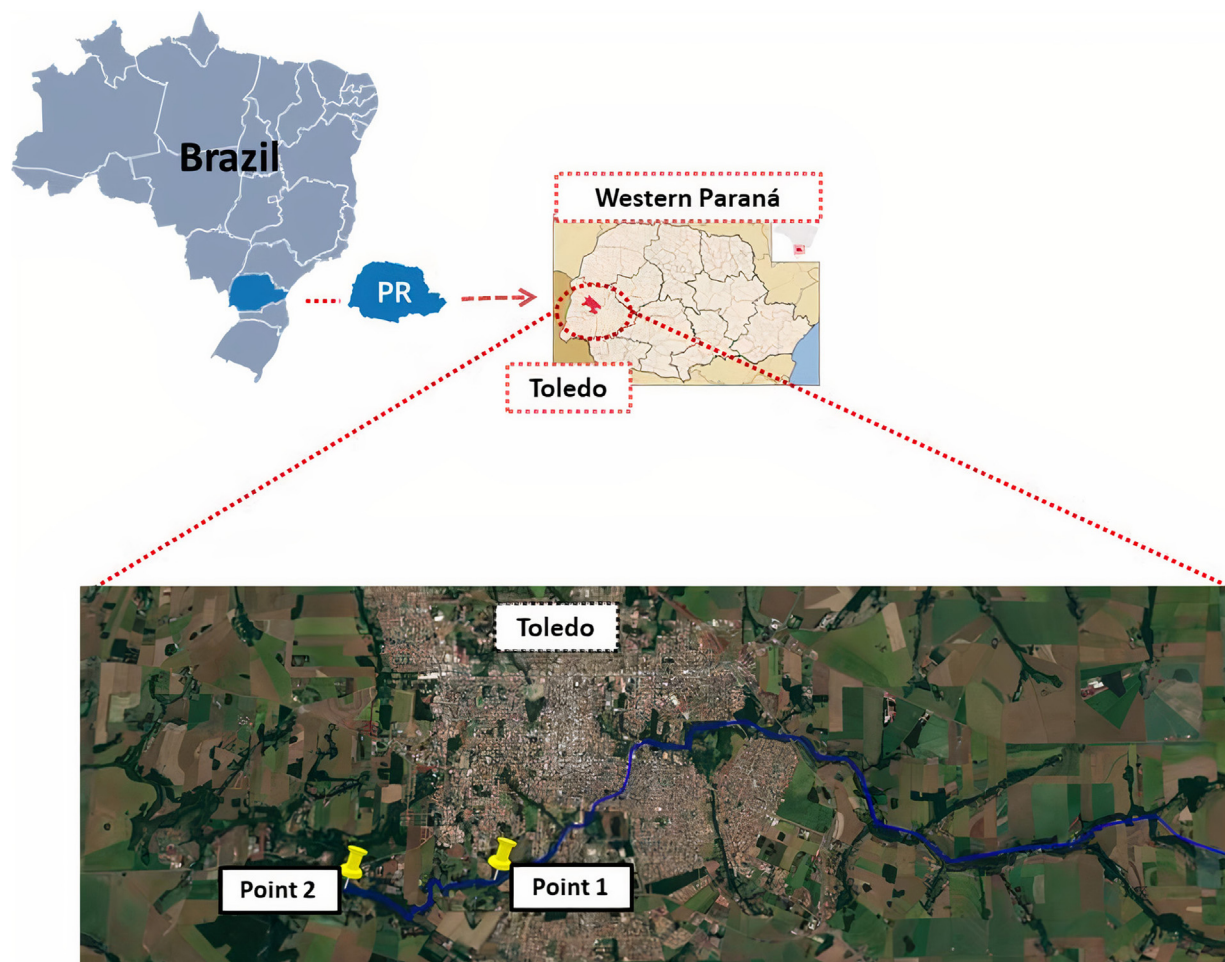 Brazil
Western Paraná
PR
Toledo
Toledo
Point 2
Point 1